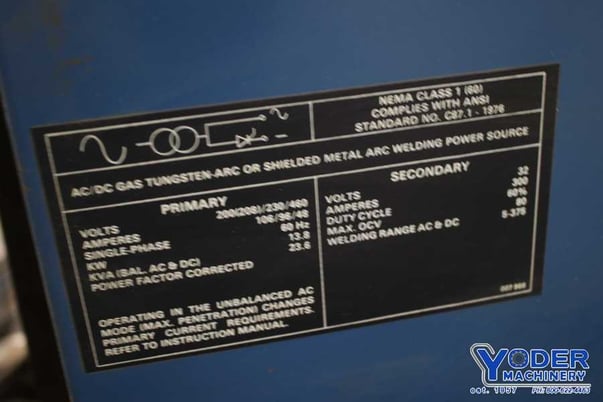 NEMA CLASS 1 (60)
COMPLIES WITH ANSI
STANDARD NO. C87.1 - 1976
AC/DC GAS TUNGSTEN-ARC OR SHIELDED METAL ARC WELDING POWER SOURCE
PRIMARY
VOLTS 200(208)/230/460
AMPERES 106/96/48
SINGLE-PHASE 60 Hz
KW 13.8
KVA (BAL. AC & DC) 23.6
POWER FACTOR CORRECTED
OPERATING IN THE UNBALANCED AC
MODE (MAX. PENETRATION) CHANGES
PRIMARY CURRENT REQUIREMENTS.
REFER TO INSTRUCTION MANUAL.
SECONDARY
VOLTS 32
AMPERES 300
DUTY CYCLE 60%
MAX. OCV 80
WELDING RANGE AC & DC 5-375
YODER
MACHINERY
est. 1957